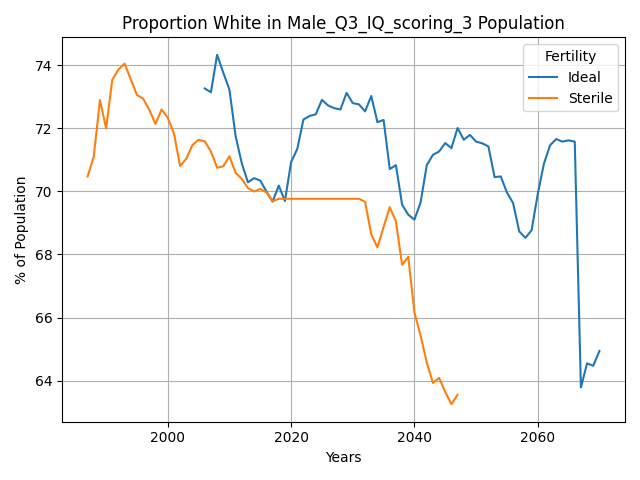 Proportion White in Male_Q3_IQ_scoring_3 Population
Fertility
Ideal
Sterile
% of Population
74
72
70
68
66
64
2000
2020
2040
2060
Years